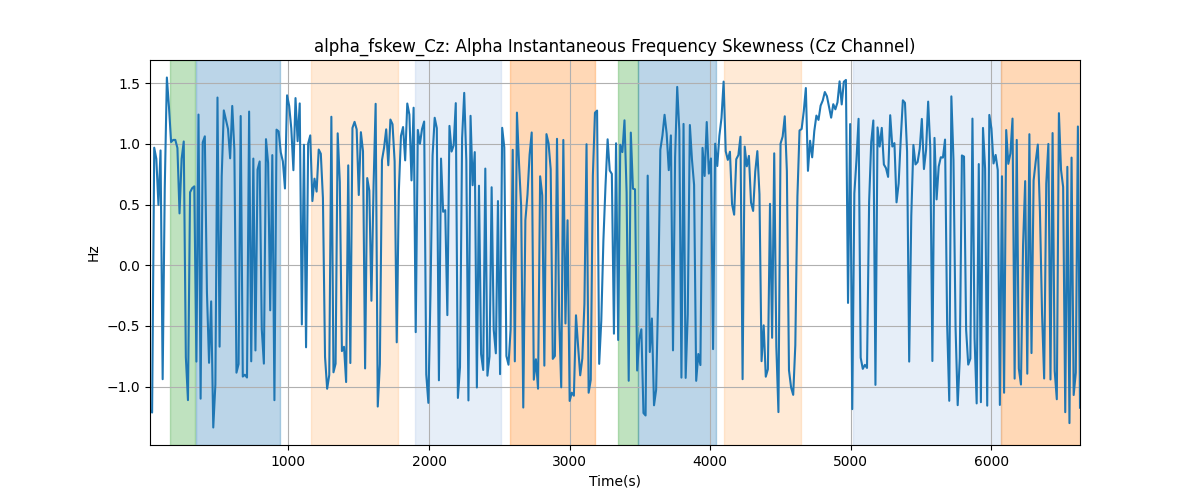 alpha_fskew_Cz: Alpha Instantaneous Frequency Skewness (Cz Channel)
1.5
1.0
0.5
0.0
−0.5
−1.0
Hz
1000 2000 3000 4000 5000 6000
Time(s)